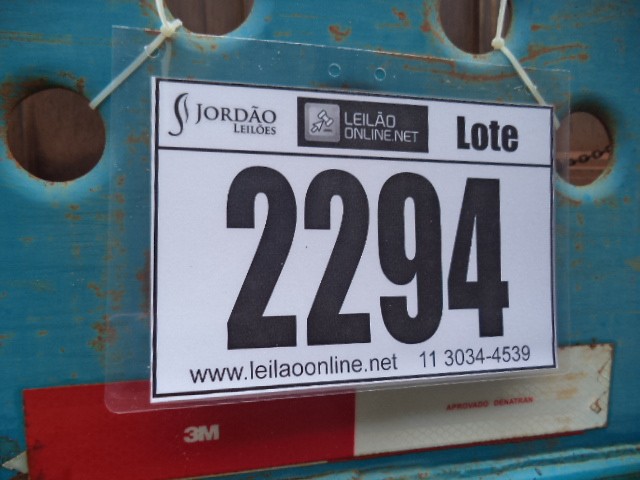 JORDÃO
LEILÕES
LEILÃO
ONLINE.NET
Lote
2294
www.leilaoonline.net 11 3034-4539
3M
APROVADO DENATRAN